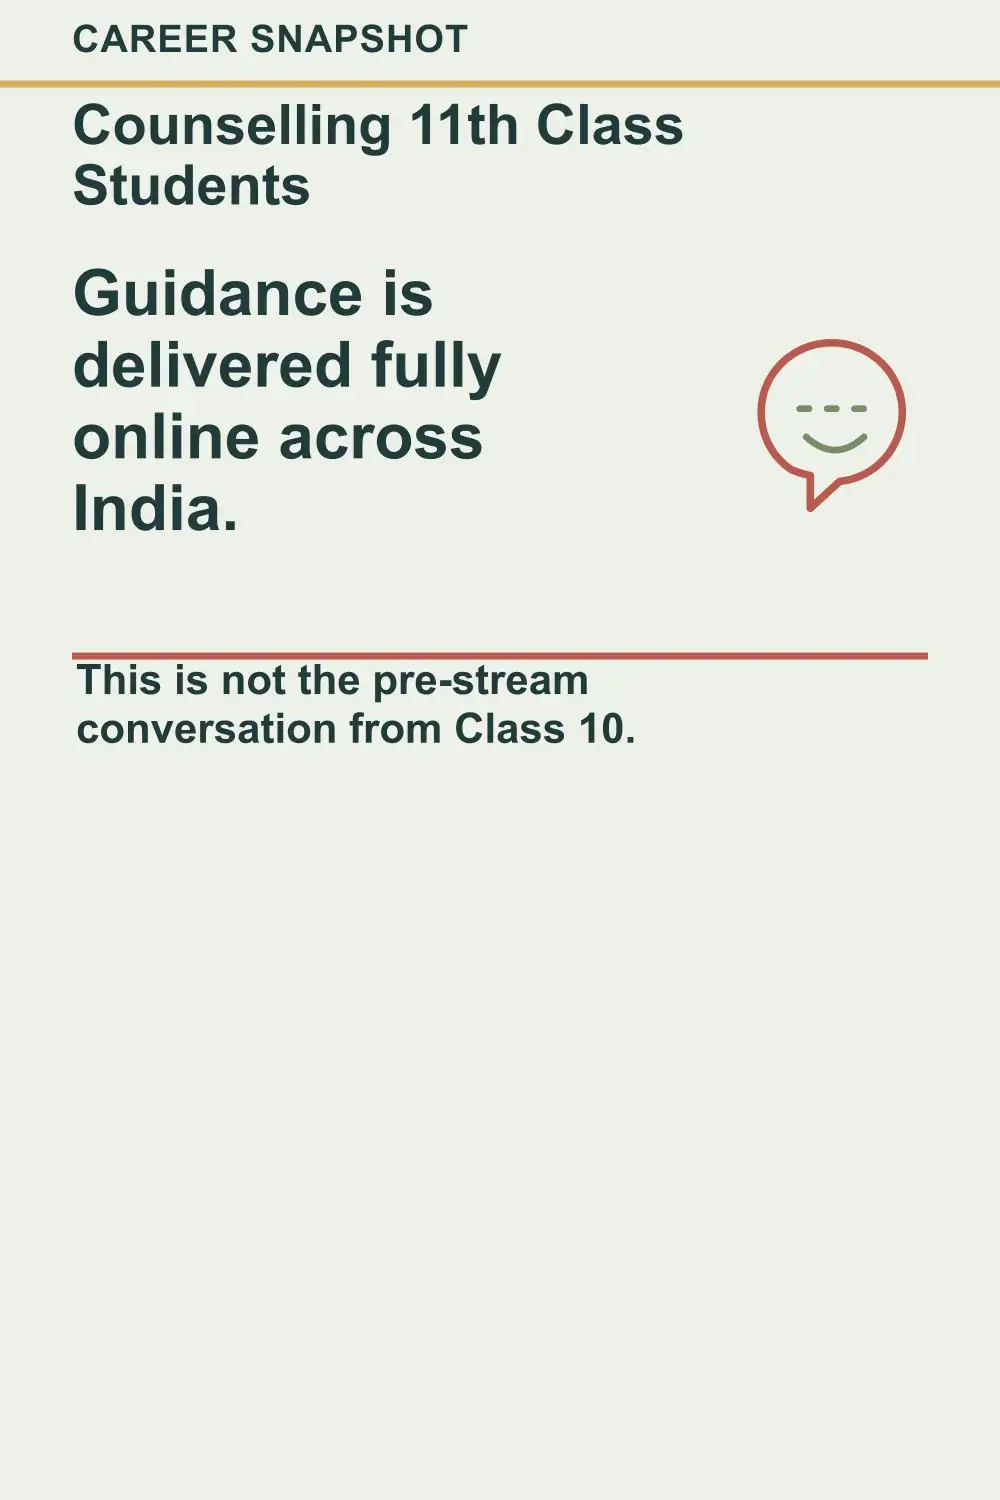 CAREER SNAPSHOT
Counselling 11th Class
Students
Guidance is
delivered fully
online across
India.
This is not the pre-stream
conversation from Class 10.